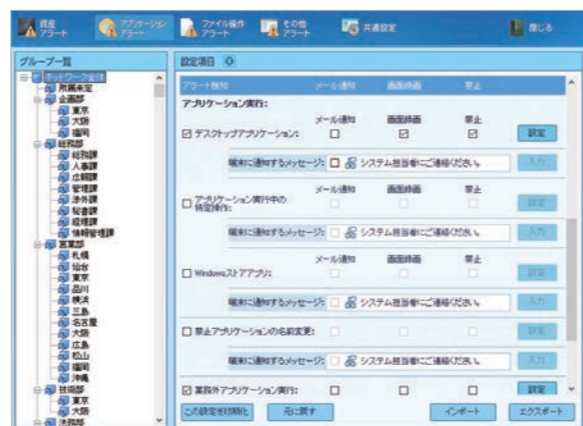 資産
アラート
アプリケーション
アラート
ファイル操作
アラート
その他
アラート
共通設定
閉じる
グループ一覧
設定項目
ネットワーク全体
所属未定
企画部
東京
大阪
福岡
総務部
総務課
人事課
広報課
管理課
渉外課
秘書課
経理課
情報管理課
営業部
札幌
仙台
東京
品川
横浜
三島
名古屋
大阪
広島
松山
福岡
沖縄
技術部
東京
大阪
法務部
アラート検知 メール通知 画面録画 禁止
アプリケーション実行:
メール通知 画面録画 禁止
デスクトップアプリケーション: 設定
端末に通知するメッセージ: システム担当者にご連絡ください。 入力
メール通知 画面録画 禁止
アプリケーション実行中の
特定操作: 設定
端末に通知するメッセージ: システム担当者にご連絡ください。 入力
メール通知 画面録画 禁止
Windowsストアアプリ: 設定
端末に通知するメッセージ: システム担当者にご連絡ください。 入力
禁止アプリケーションの名前変更: 設定
端末に通知するメッセージ: システム担当者にご連絡ください。 入力
業務外アプリケーション実行: 設定
この設定を初期化 元に戻す インポート エクスポート